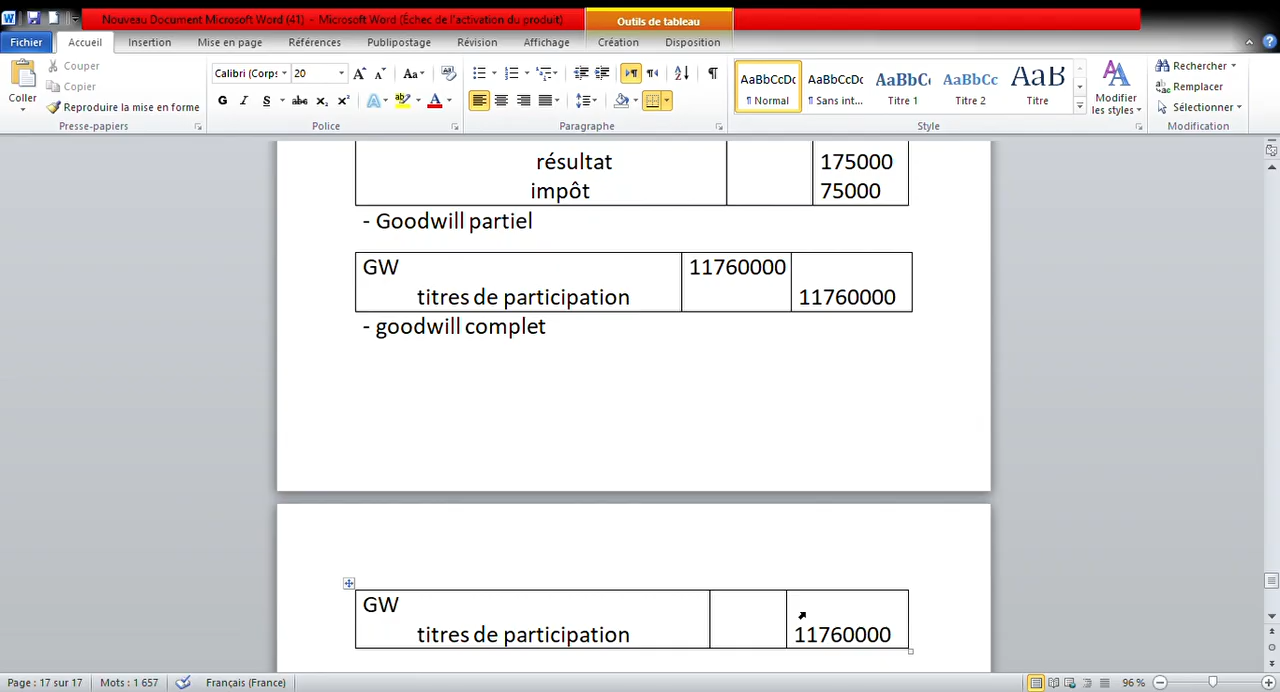 Nouveau Document Microsoft Word (41) - Microsoft Word (Échec de l'activation du produit)
Outils de tableau
Fichier Accueil Insertion Mise en page Références Publipostage Révision Affichage Création Disposition
Coller
Couper
Copier
Reproduire la mise en forme
Presse-papiers
Calibri (Corps 20
G I S abc x₂ x²
Police
Paragraphe
AaBbCcDc AaBbCcDc AaBbC AaBbCc AaB
¶ Normal ¶ Sans int... Titre 1 Titre 2 Titre
Modifier les styles
Style
Rechercher
Remplacer
Sélectionner
Modification
résultat 175000
impôt 75000
- Goodwill partiel
GW 11760000
titres de participation 11760000
- goodwill complet
GW
titres de participation 11760000
Page : 17 sur 17 Mots : 1 657 Français (France) 96 %